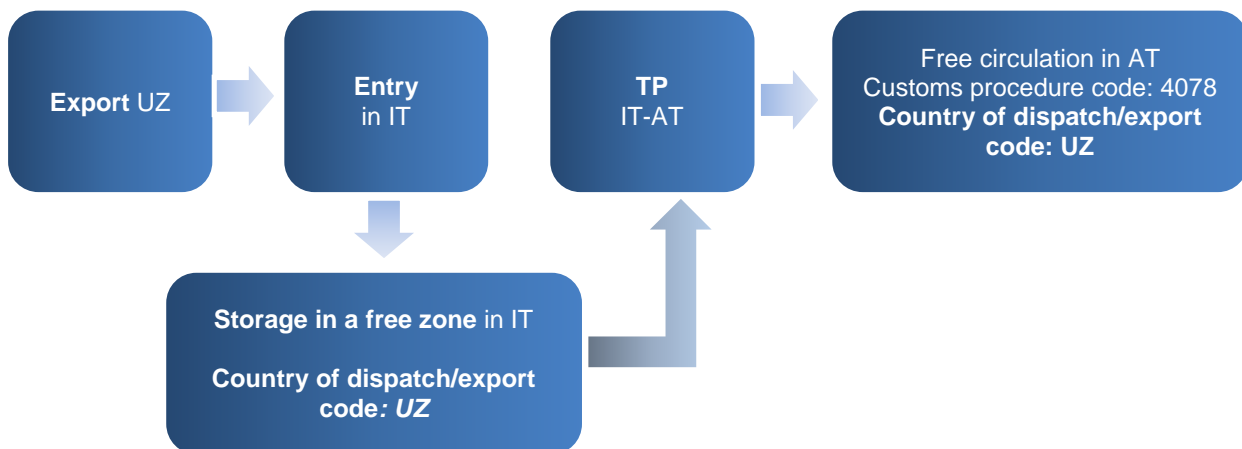 Export UZ
Entry
in IT
TP
IT-AT
Free circulation in AT
Customs procedure code: 4078
Country of dispatch/export
code: UZ
Storage in a free zone in IT
Country of dispatch/export
code: UZ